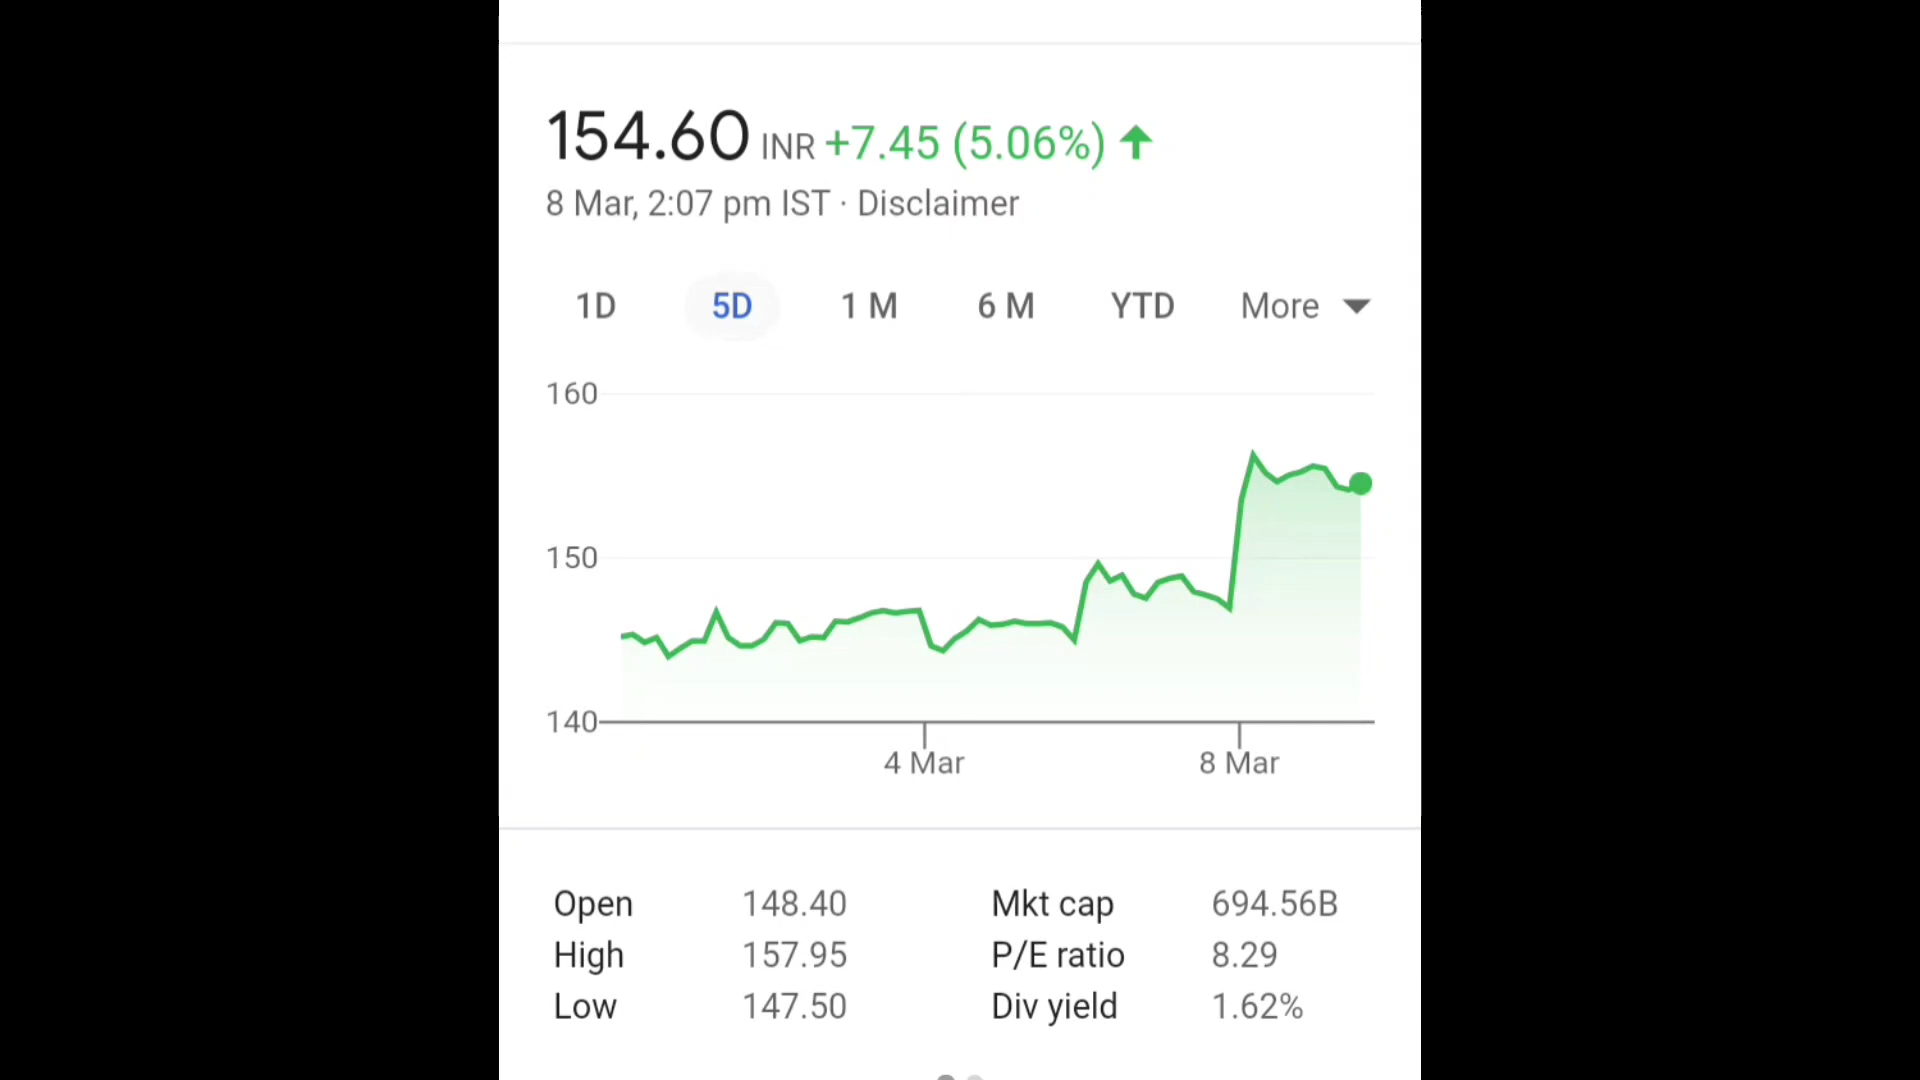 154.60 INR +7.45 (5.06%)
8 Mar, 2:07 pm IST · Disclaimer
1D 5D 1 M 6 M YTD More
160
150
140
4 Mar 8 Mar
Open 148.40 Mkt cap 694.56B
High 157.95 P/E ratio 8.29
Low 147.50 Div yield 1.62%